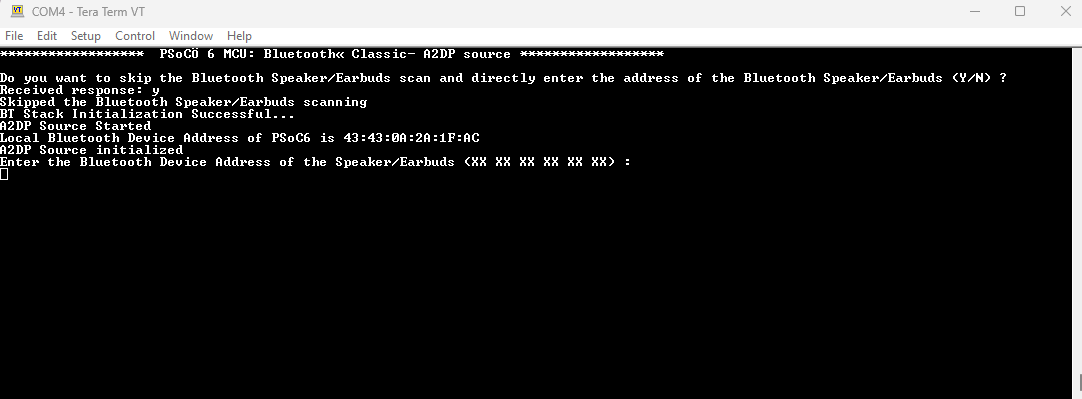 COM4 - Tera Term VT
File Edit Setup Control Window Help
****************** PSoCÖ 6 MCU: Bluetooth« Classic- A2DP source ******************
Do you want to skip the Bluetooth Speaker/Earbuds scan and directly enter the address of the Bluetooth Speaker/Earbuds (Y/N) ?
Received response: y
Skipped the Bluetooth Speaker/Earbuds scanning
BT Stack Initialization Successful...
A2DP Source Started
Local Bluetooth Device Address of PSoC6 is 43:43:0A:2A:1F:AC
A2DP Source initialized
Enter the Bluetooth Device Address of the Speaker/Earbuds (XX XX XX XX XX XX) :